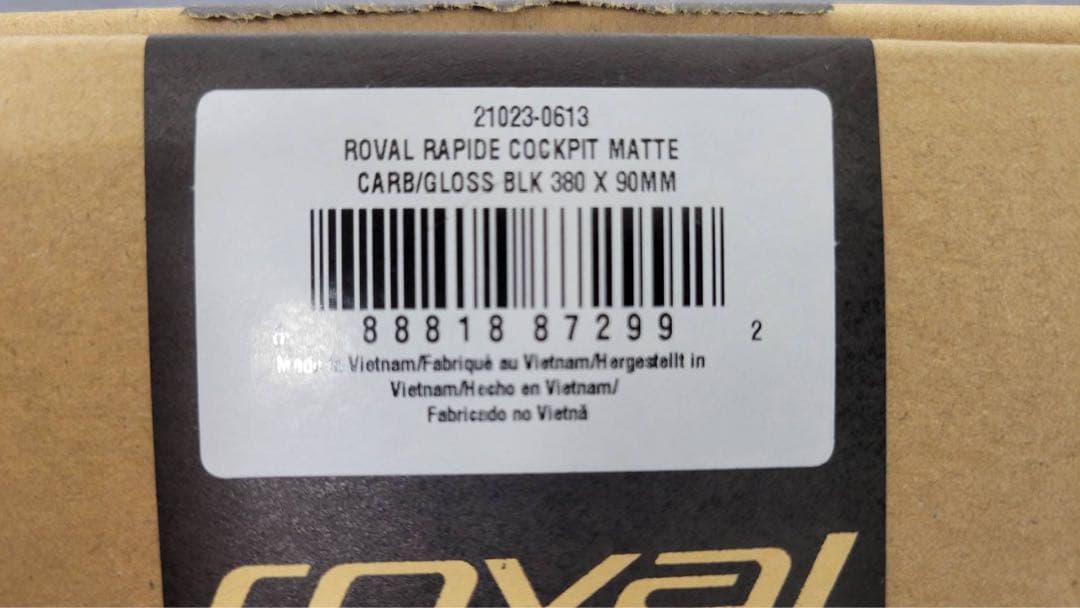 21023-0613
ROVAL RAPIDE COCKPIT MATTE
CARB/GLOSS BLK 380 X 90MM
88818 87299 2
Vietnam/Fabriqué au Vietnam/Hergestellt in
Vietnam/Hecho en Vietnam/
Fabricado no Vietnã
roval